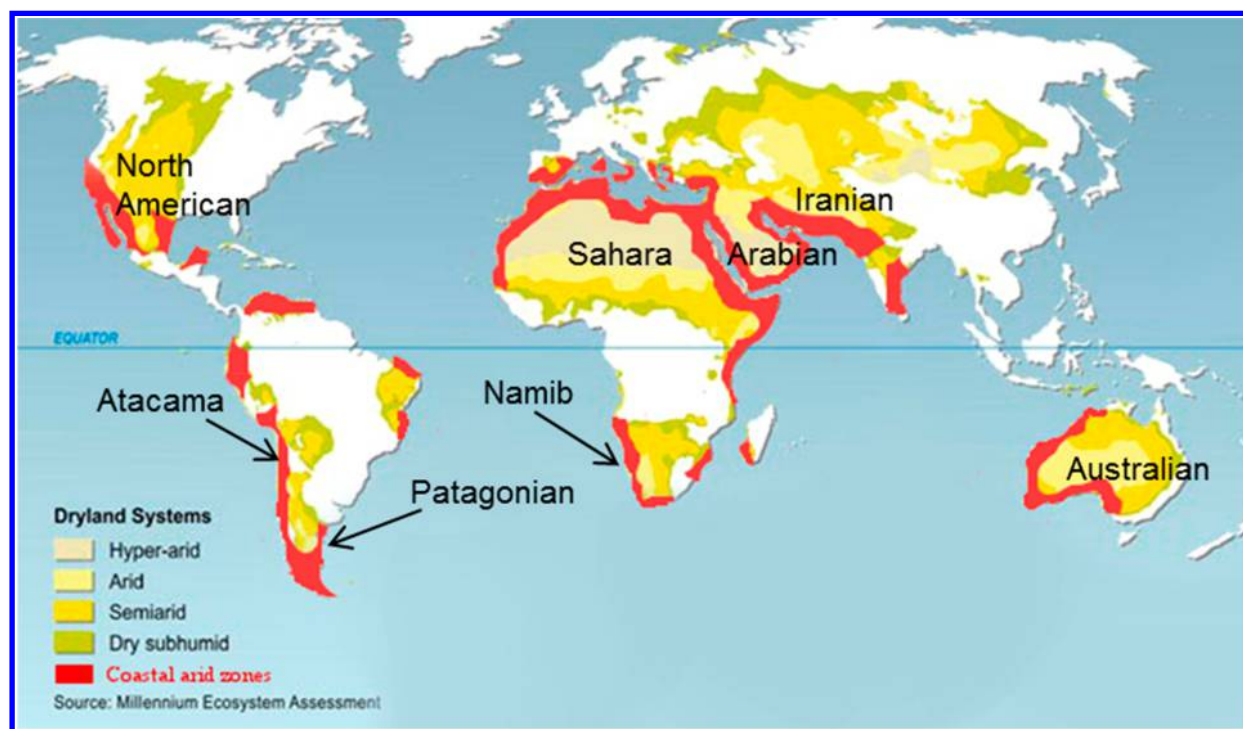 North
American
Sahara
Arabian
Iranian
EQUATOR
Atacama
Namib
Patagonian
Australian
Dryland Systems
Hyper-arid
Arid
Semiarid
Dry subhumid
Coastal arid zones
Source: Millennium Ecosystem Assessment